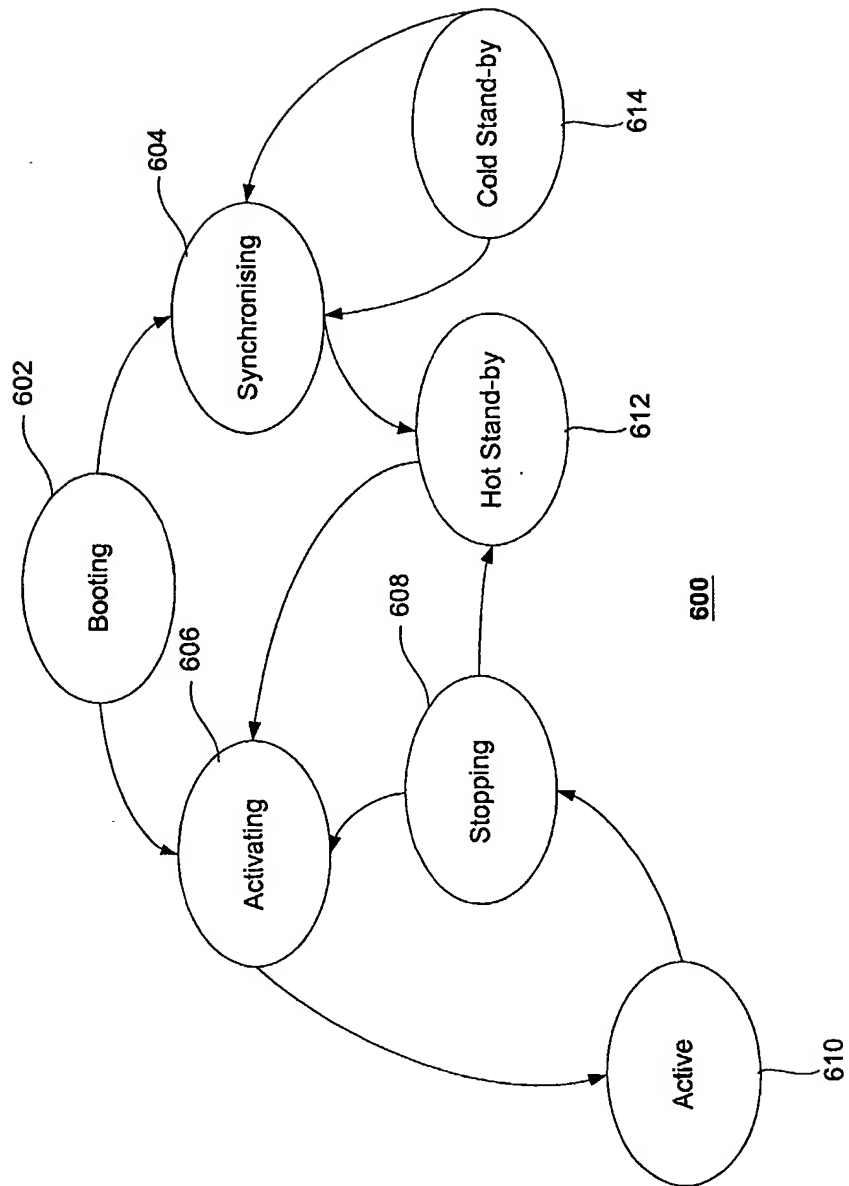 602
Booting
604
Synchronising
606
Activating
Cold Stand-by
614
Hot Stand-by
612
608
Stopping
Active
610
600